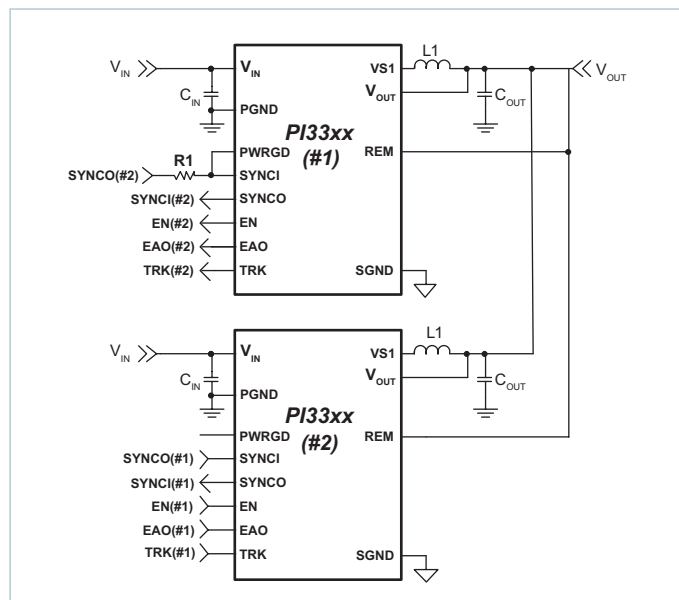 V_IN
V_IN
C_IN
PGND
PI33xx
(#1)
VS1
L1
V_OUT
V_OUT
C_OUT
SYNCO(#2)
R1
PWRGD
SYNCI
REM
SYNCI(#2)
SYNCO
EN(#2)
EN
EAO(#2)
EAO
TRK(#2)
TRK
SGND
V_IN
V_IN
C_IN
PGND
PI33xx
(#2)
VS1
L1
V_OUT
C_OUT
PWRGD
REM
SYNCO(#1)
SYNCI
SYNCI(#1)
SYNCO
EN(#1)
EN
EAO(#1)
EAO
TRK(#1)
TRK
SGND